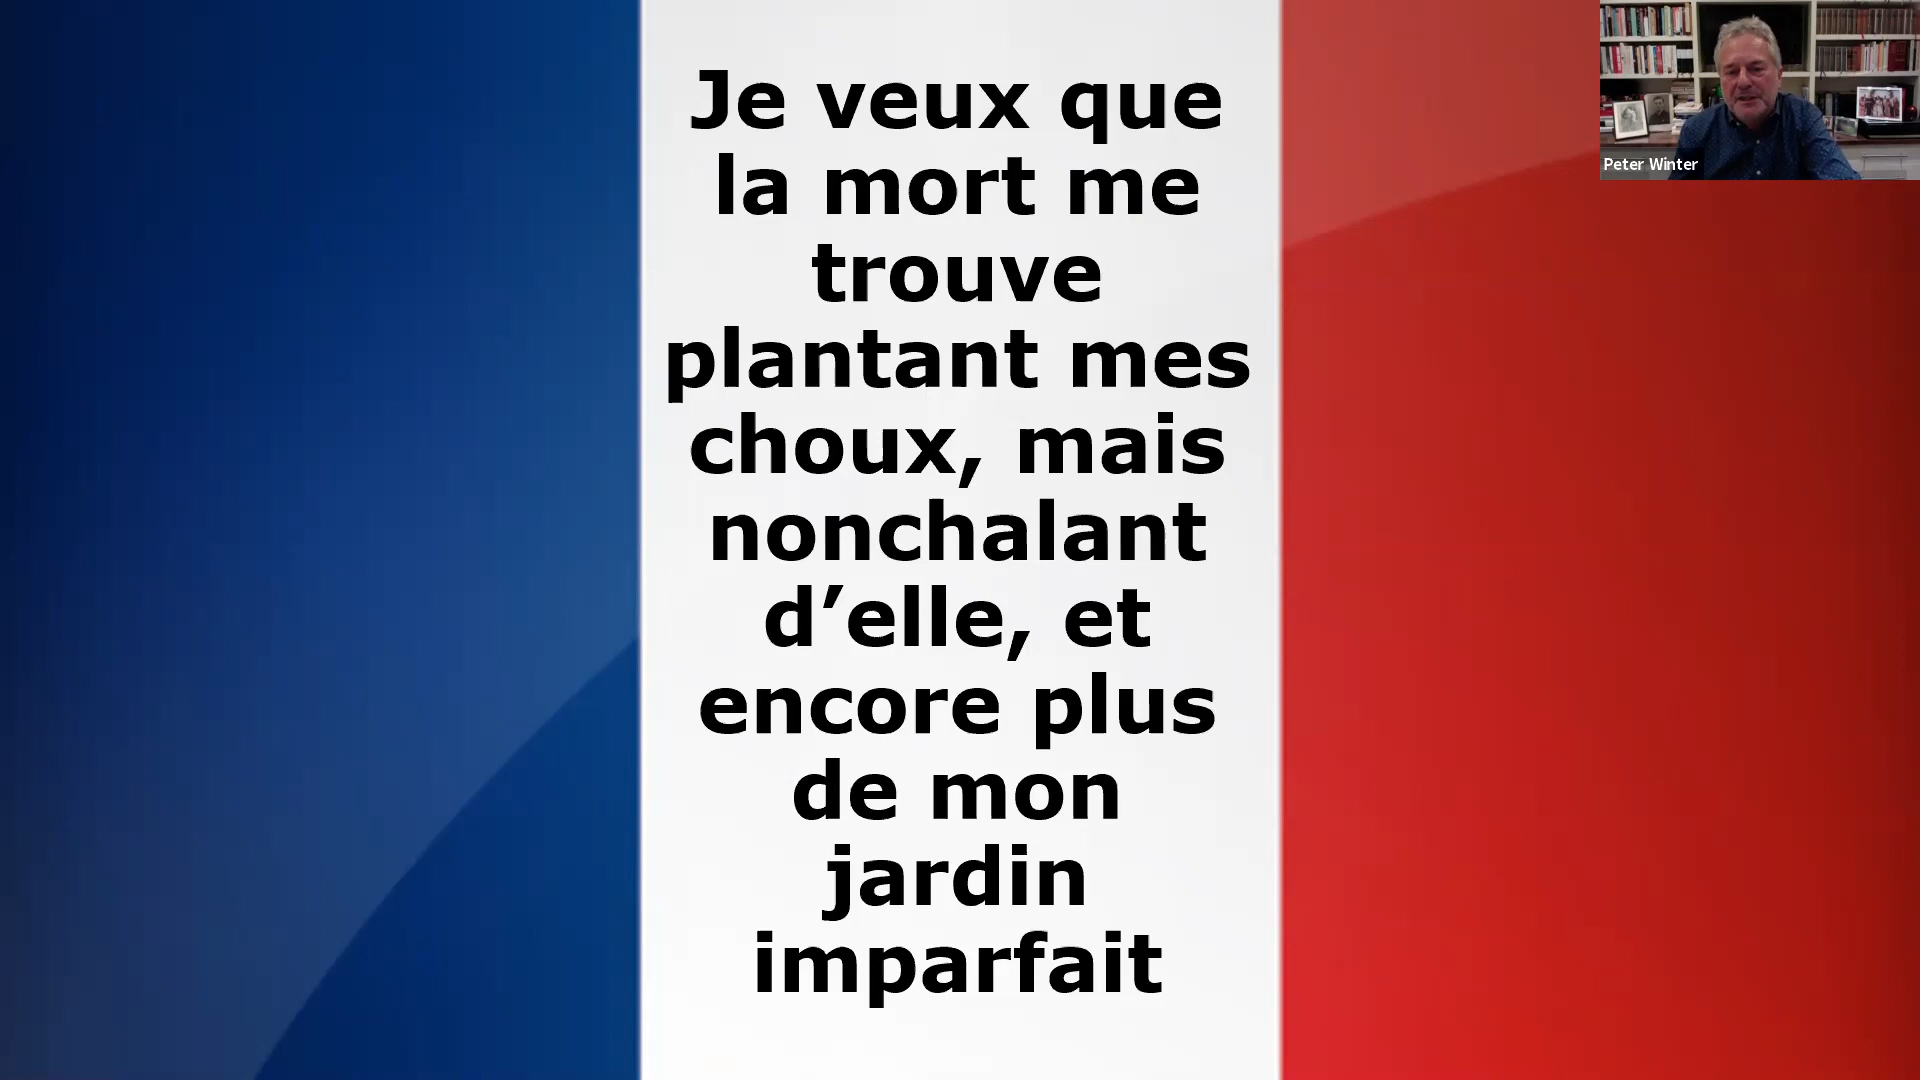 Je veux que
la mort me
trouve
plantant mes
choux, mais
nonchalant
d’elle, et
encore plus
de mon
jardin
imparfait
Peter Winter